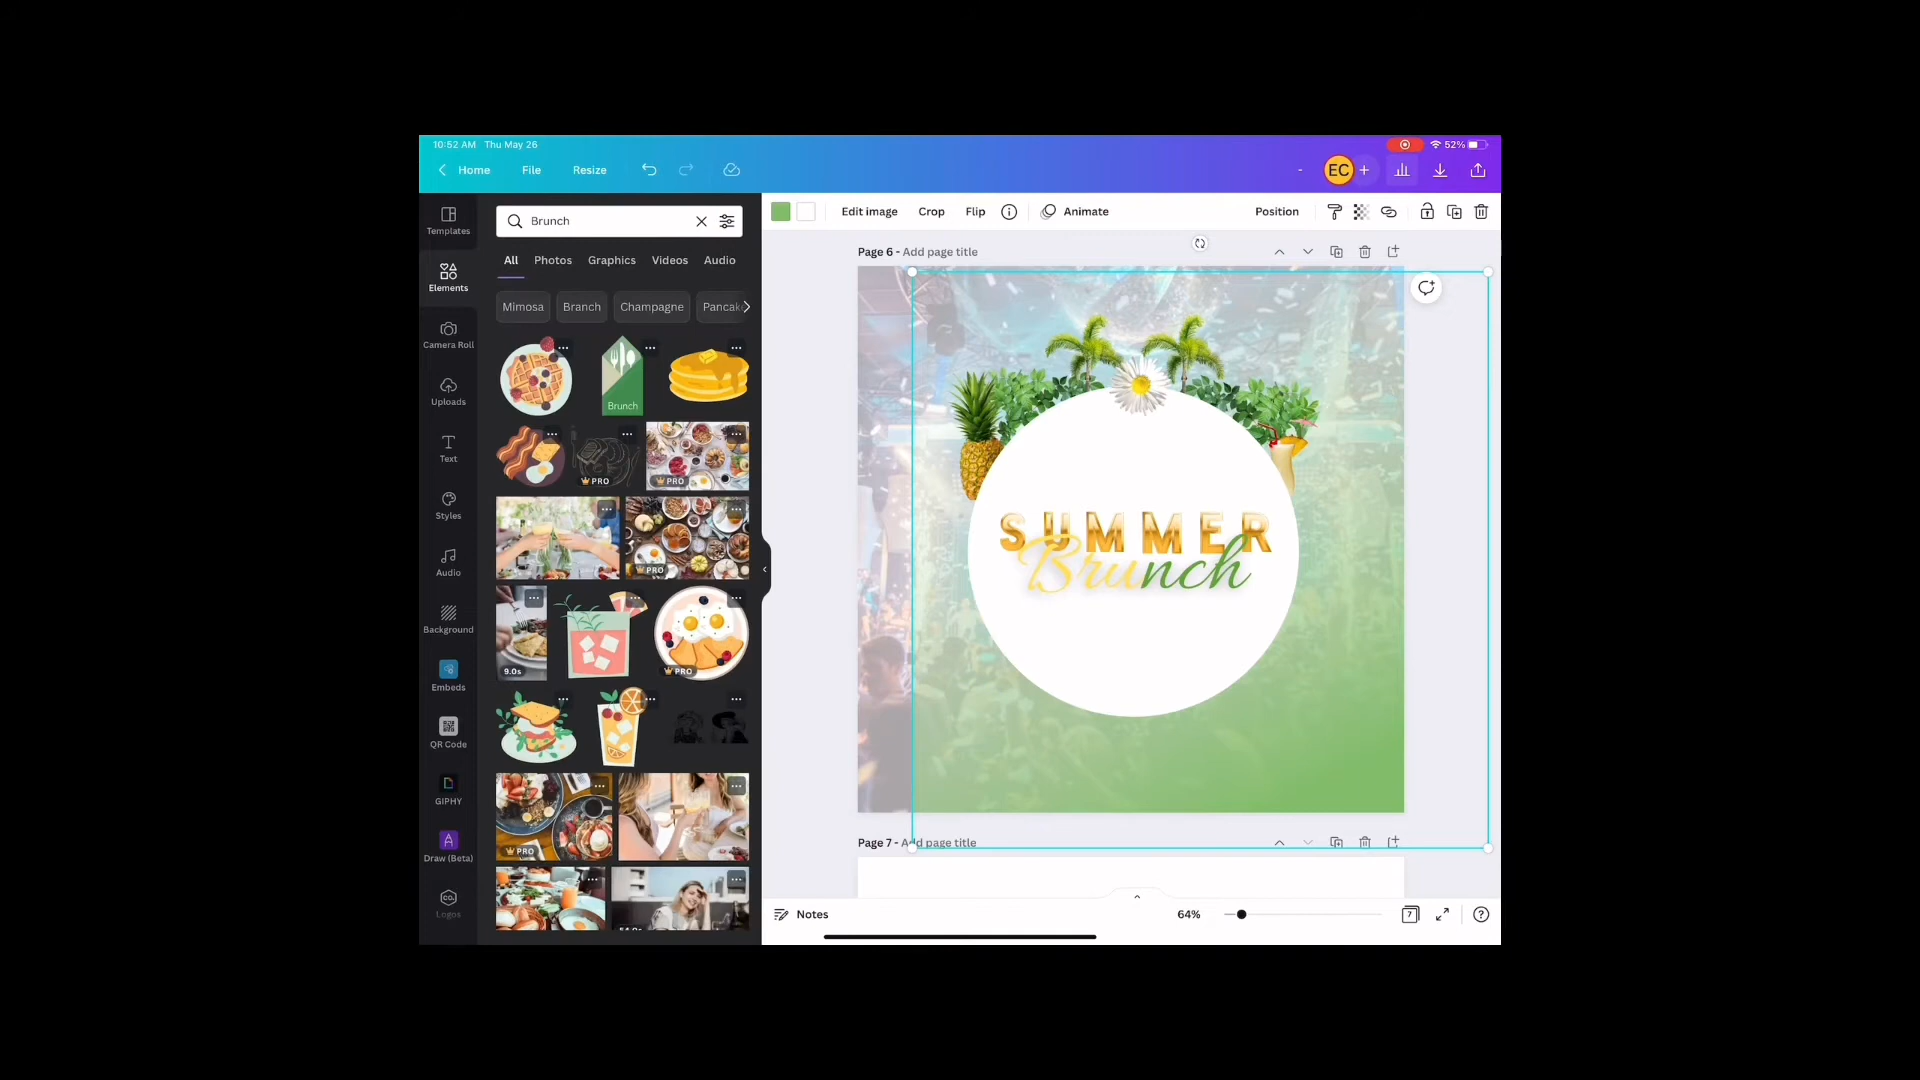 10:52 AM Thu May 26
52%
Home File Resize
-
EC
+
Templates
Elements
Camera Roll
Uploads
Text
Styles
Audio
Background
Embeds
QR Code
GIPHY
Draw (Beta)
CO.
Logos
Brunch
All Photos Graphics Videos Audio
Mimosa Branch Champagne Pancak
Brunch
PRO
PRO
PRO
9.0s
PRO
PRO
Edit image Crop Flip Animate
Position
Page 6 - Add page title
SUMMER
Brunch
Page 7 - Add page title
Notes
64%
7
?